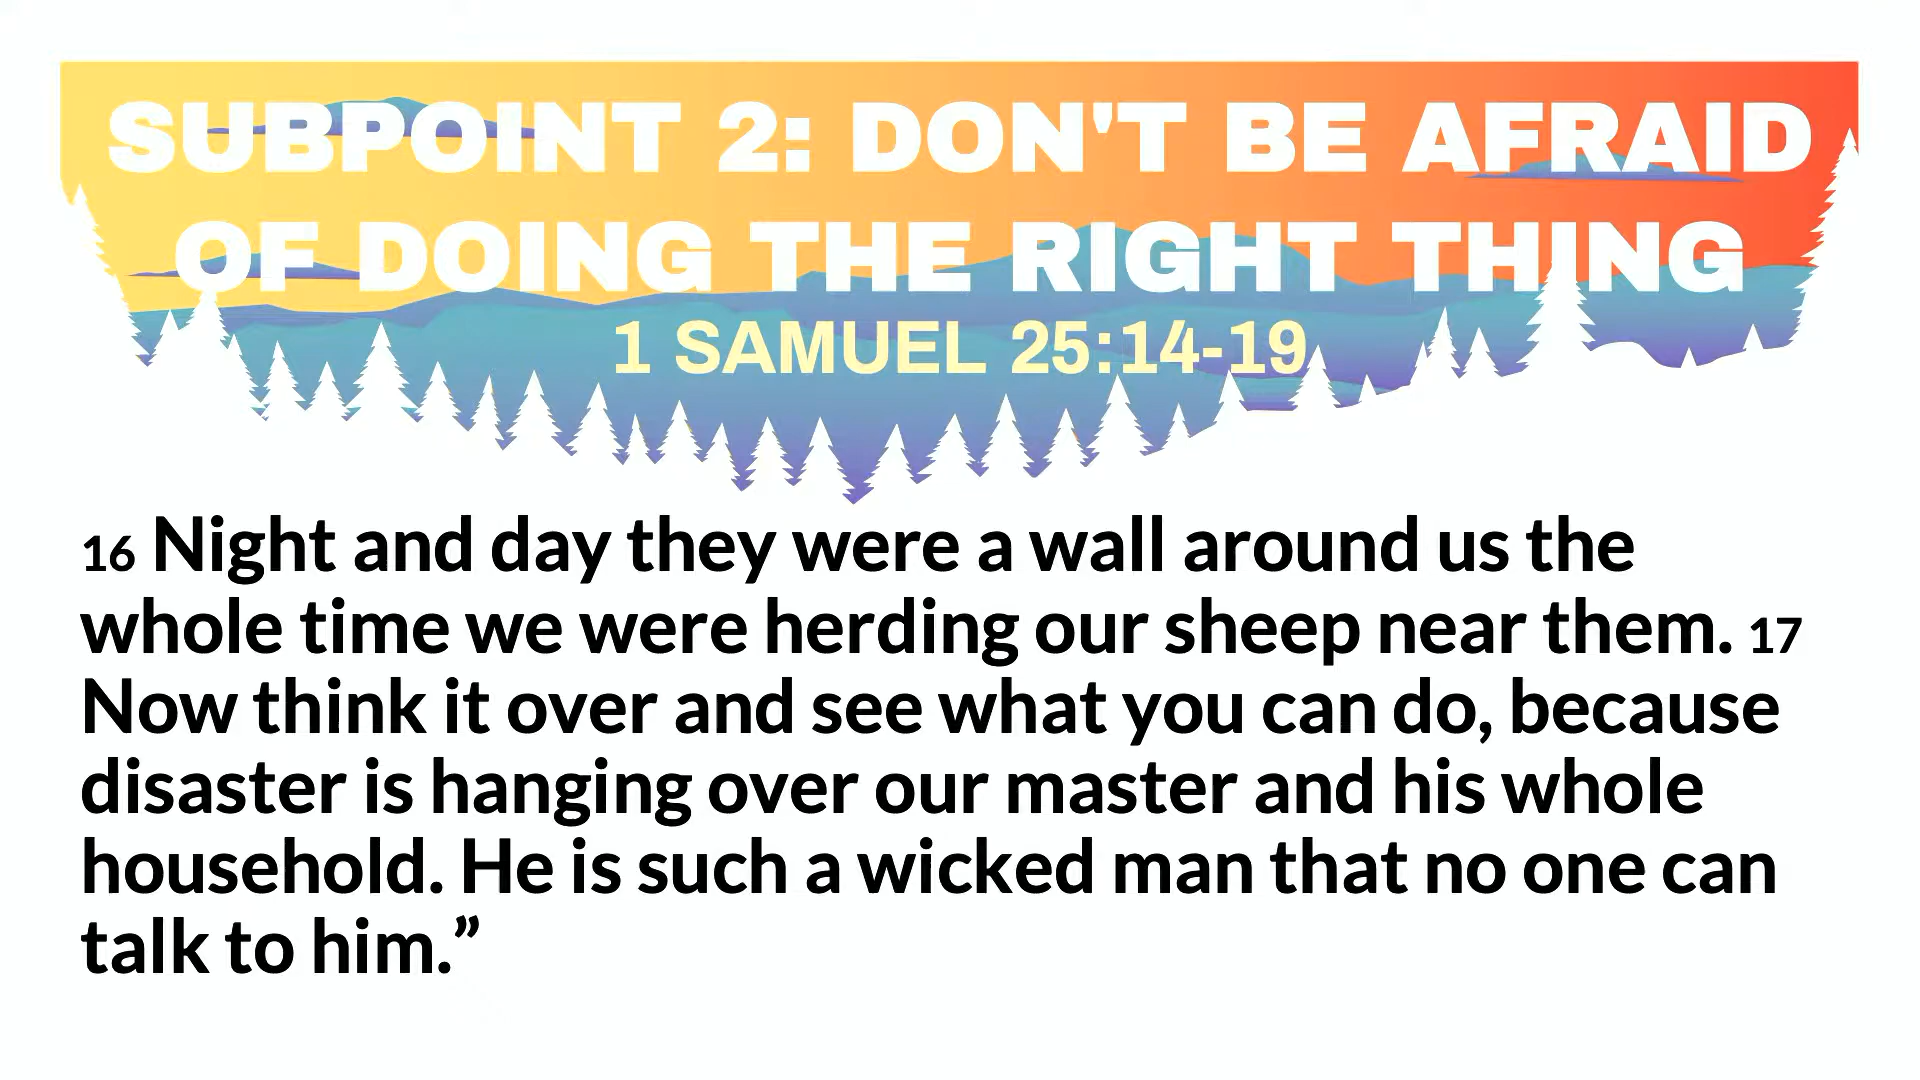 SUBPOINT 2: DON'T BE AFRAID
OF DOING THE RIGHT THING
1 SAMUEL 25:14-19
16 Night and day they were a wall around us the
whole time we were herding our sheep near them. 17
Now think it over and see what you can do, because
disaster is hanging over our master and his whole
household. He is such a wicked man that no one can
talk to him.”